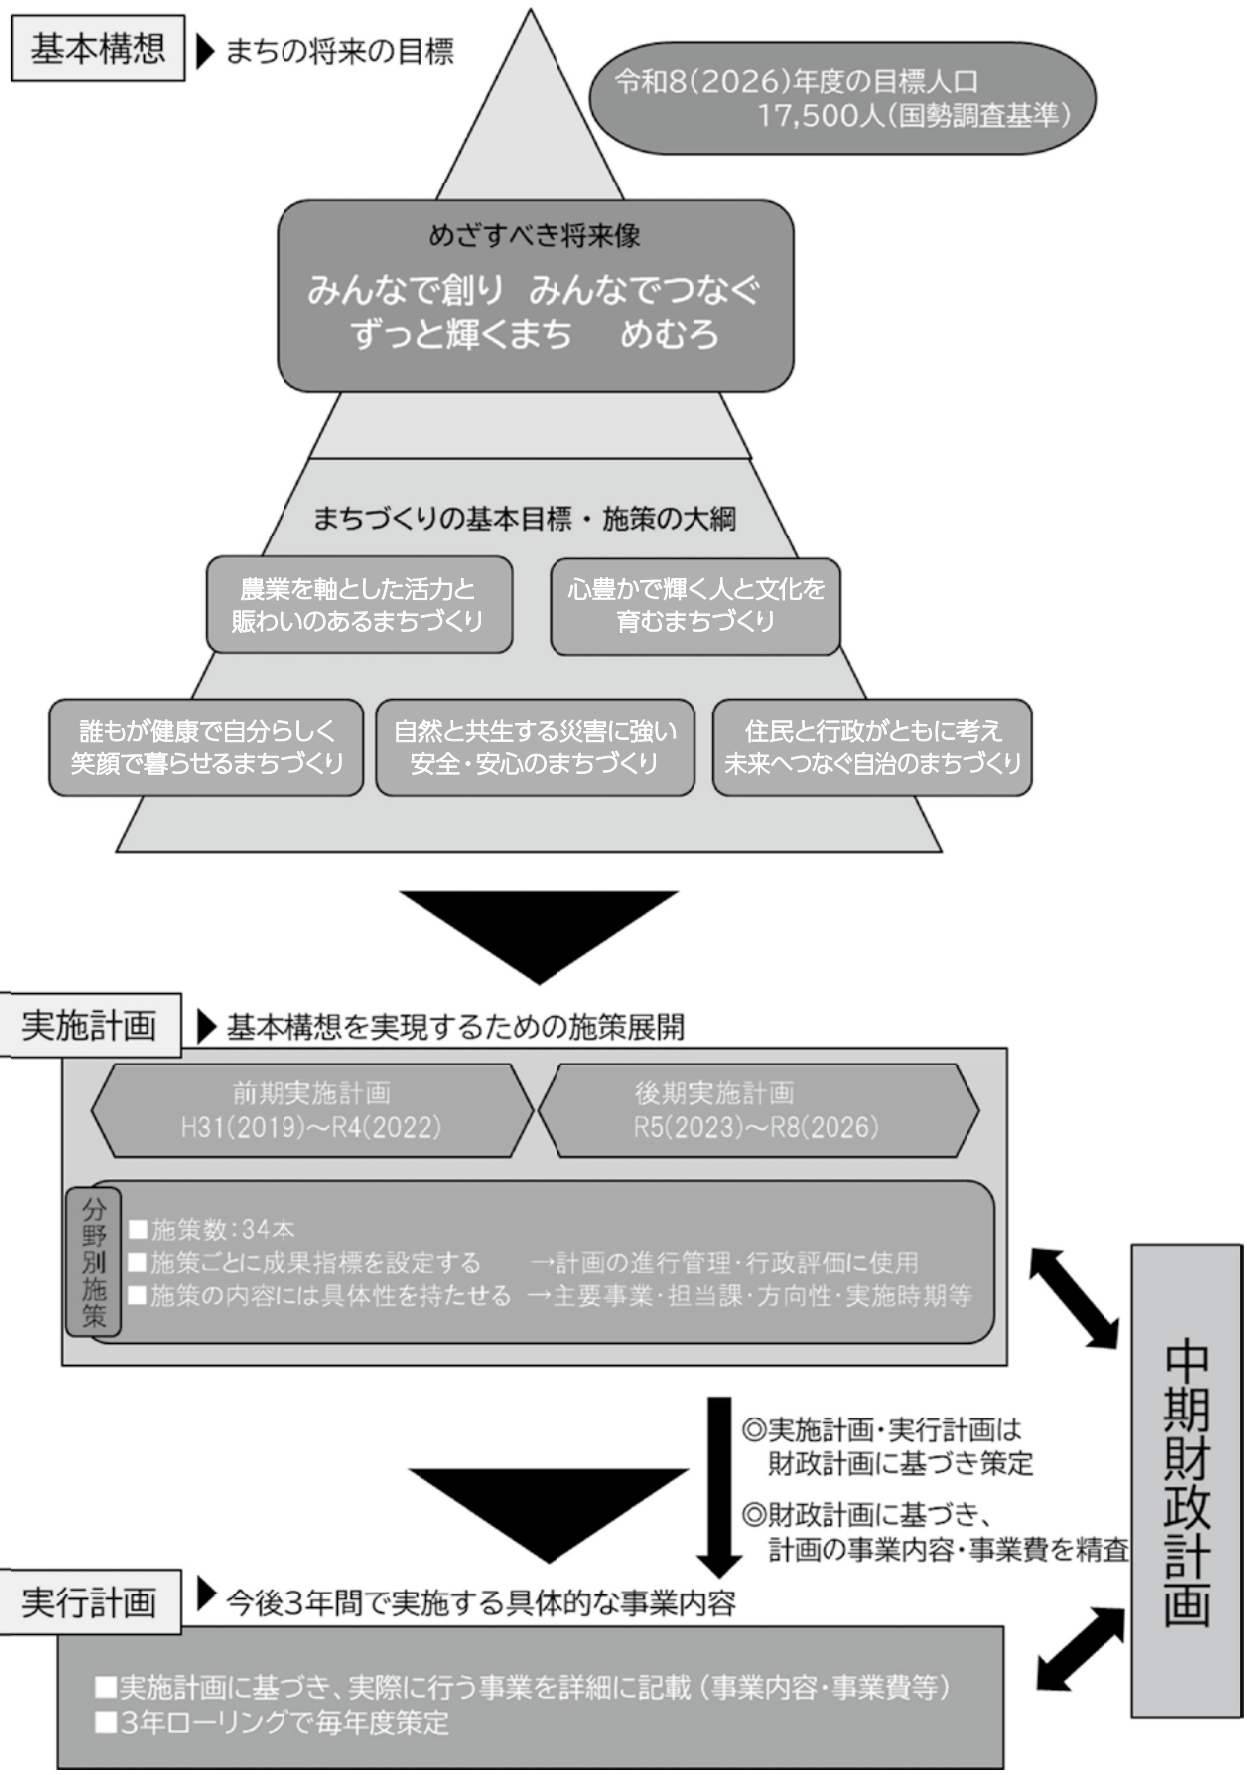 基本構想
まちの将来の目標
令和8(2026)年度の目標人口
17,500人(国勢調査基準)
めざすべき将来像
みんなで創り　みんなでつなぐ
ずっと輝くまち　めむろ
まちづくりの基本目標・施策の大綱
農業を軸とした活力と
賑わいのあるまちづくり
心豊かで輝く人と文化を
育むまちづくり
誰もが健康で自分らしく
笑顔で暮らせるまちづくり
自然と共生する災害に強い
安全・安心のまちづくり
住民と行政がともに考え
未来へつなぐ自治のまちづくり
実施計画
基本構想を実現するための施策展開
前期実施計画
H31(2019)～R4(2022)
後期実施計画
R5(2023)～R8(2026)
分野別施策
■施策数：34本
■施策ごとに成果指標を設定する　→計画の進行管理・行政評価に使用
■施策の内容には具体性を持たせる　→主要事業・担当課・方向性・実施時期等
◎実施計画・実行計画は
財政計画に基づき策定
◎財政計画に基づき、
計画の事業内容・事業費を精査
中期財政計画
実行計画
今後3年間で実施する具体的な事業内容
■実施計画に基づき、実際に行う事業を詳細に記載（事業内容・事業費等）
■3年ローリングで毎年度策定